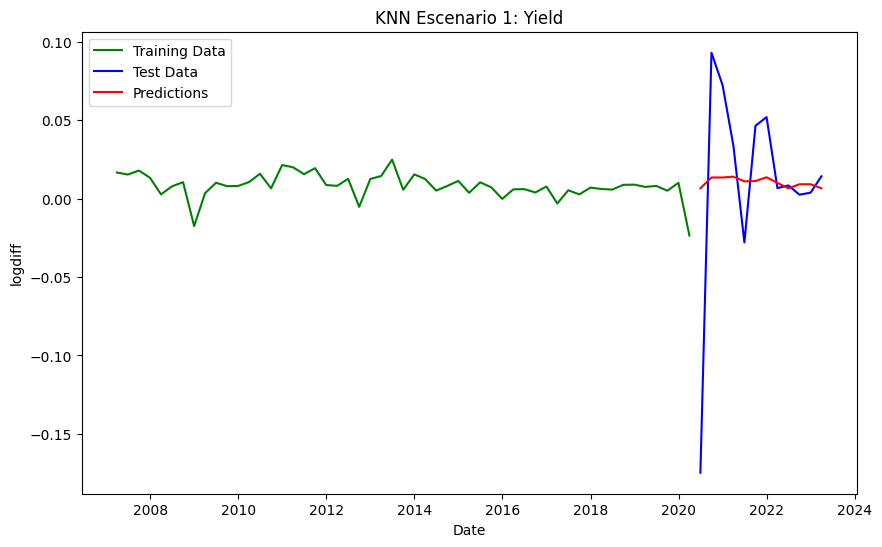 KNN Escenario 1: Yield
Training Data
Test Data
Predictions
0.10
0.05
0.00
−0.05
−0.10
−0.15
logdiff
2008
2010
2012
2014
2016
2018
2020
2022
2024
Date